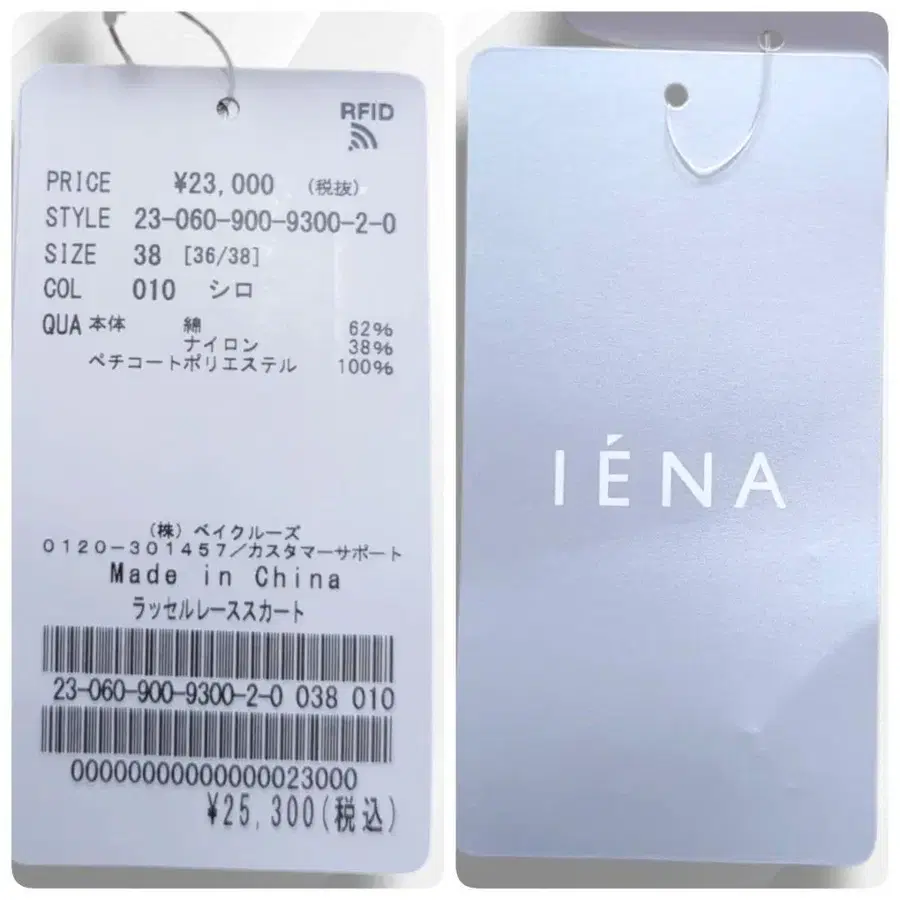 RFID
PRICE ¥23,000 (税抜)
STYLE 23-060-900-9300-2-0
SIZE 38 [36/38]
COL 010 シロ
QUA 本体 綿 62%
ナイロン 38%
ペチコートポリエステル 100%
(株)ベイクルーズ
0120-301457/カスタマーサポート
Made in China
ラッセルレーススカート
23-060-900-9300-2-0 038 010
00000000000000023000
¥25,300(税込)
IÉNA